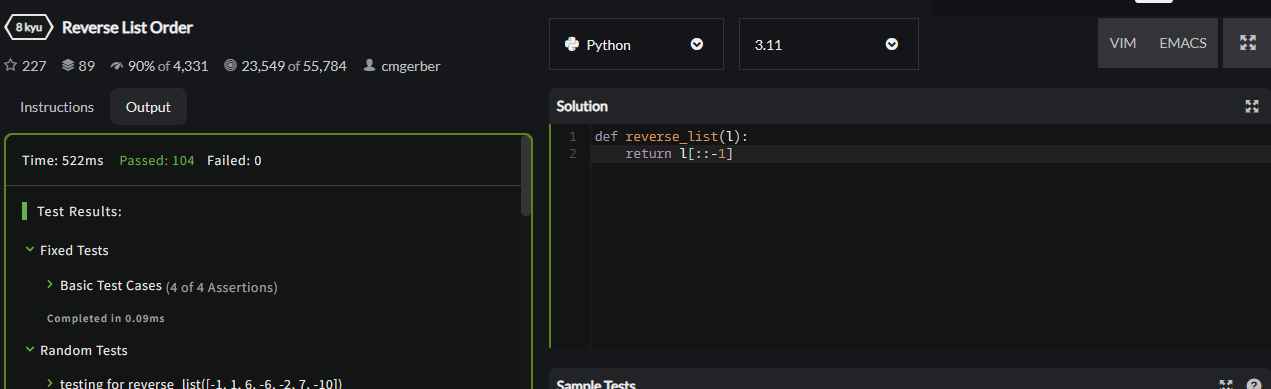 8 kyu Reverse List Order
227 89 90% of 4,331 23,549 of 55,784 cmgerber
Instructions Output
Time: 522ms Passed: 104 Failed: 0
Test Results:
Fixed Tests
Basic Test Cases (4 of 4 Assertions)
Completed in 0.09ms
Random Tests
testing for reverse_list([-1, 1, 6, -6, -2, 7, -10])
Python 3.11 VIM EMACS
Solution
1 def reverse_list(l):
2 return l[::-1]
Sample Tests ?